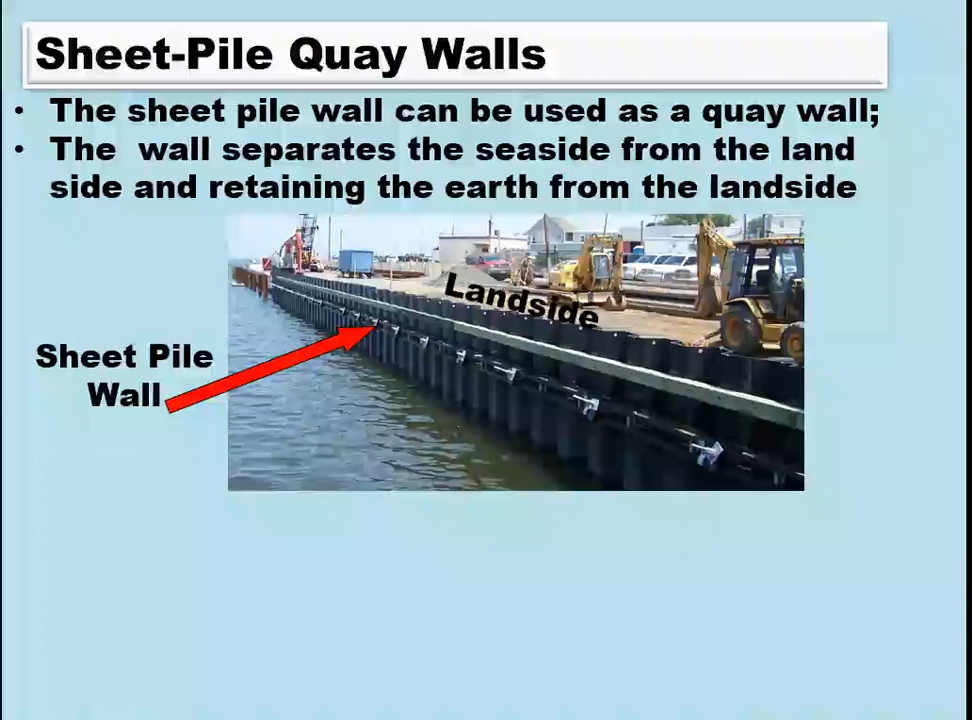 Sheet-Pile Quay Walls
• The sheet pile wall can be used as a quay wall;
• The wall separates the seaside from the land
side and retaining the earth from the landside
Landside
Sheet Pile
Wall